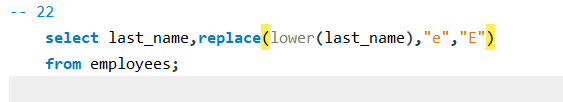 -- 22
select last_name,replace(lower(last_name),"e","E")
from employees;